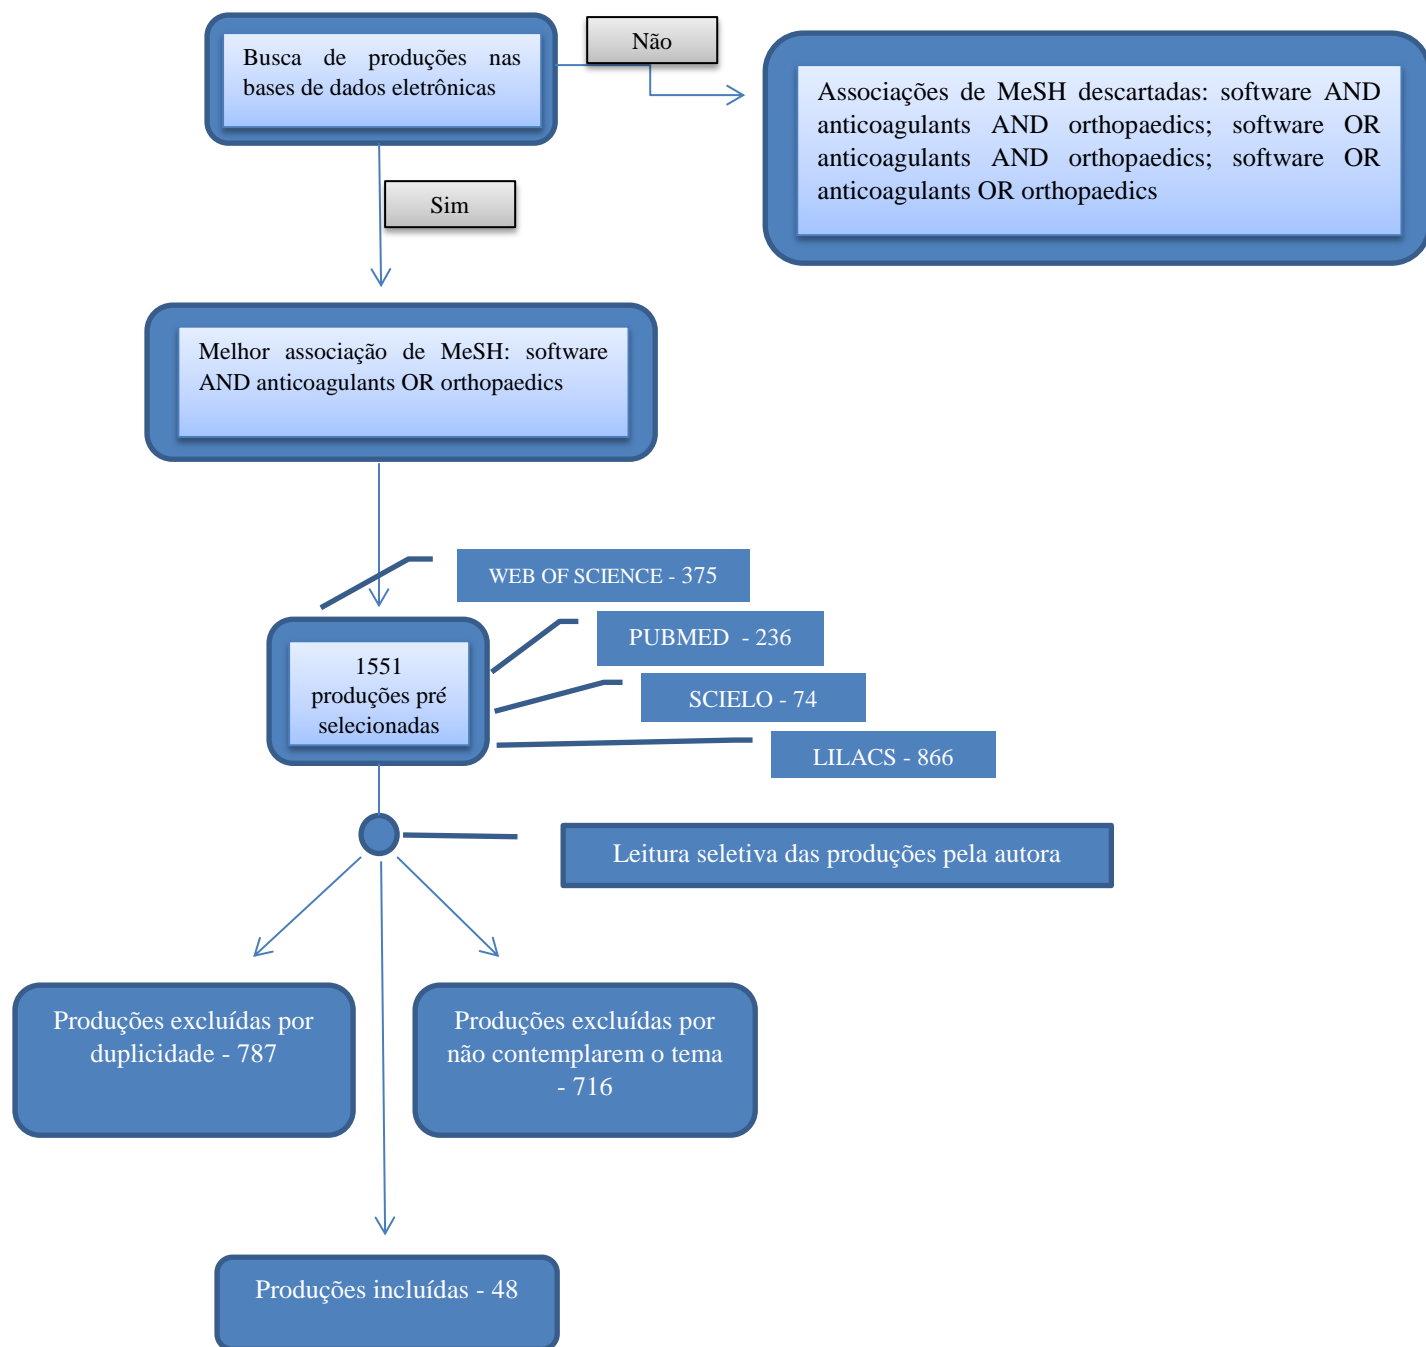 Busca de produções nas
bases de dados eletrônicas
Não
Associações de MeSH descartadas: software AND
anticoagulants AND orthopaedics; software OR
anticoagulants AND orthopaedics; software OR
anticoagulants OR orthopaedics
Sim
Melhor associação de MeSH: software
AND anticoagulants OR orthopaedics
WEB OF SCIENCE - 375
PUBMED - 236
SCIELO - 74
LILACS - 866
1551
produções pré
selecionadas
Leitura seletiva das produções pela autora
Produções excluídas por
duplicidade - 787
Produções excluídas por
não contemplarem o tema
- 716
Produções incluídas - 48